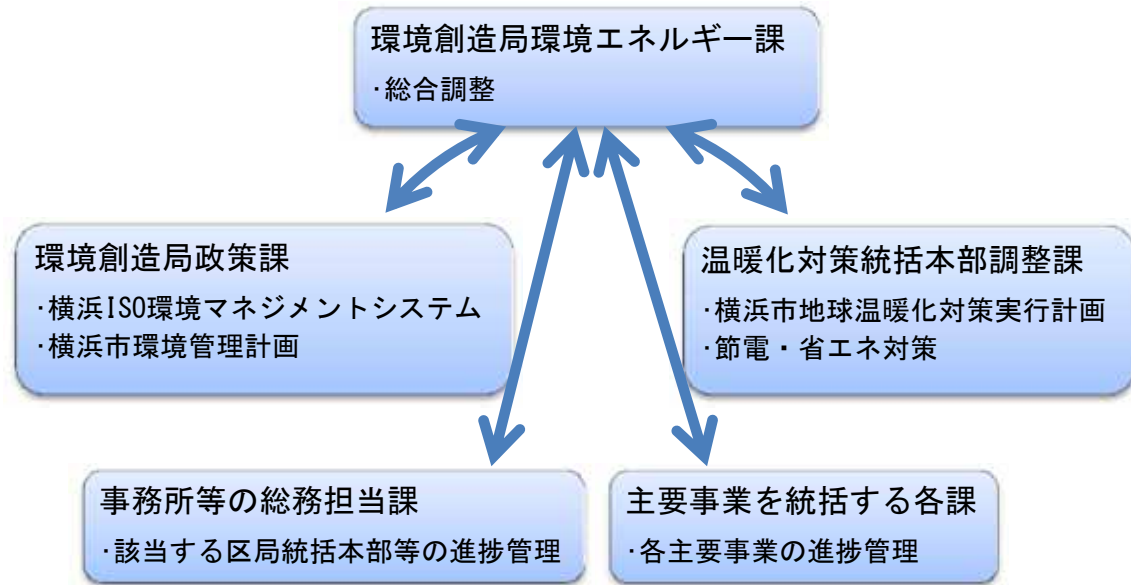 環境創造局環境エネルギー課
・総合調整
環境創造局政策課
・横浜ISO環境マネジメントシステム
・横浜市環境管理計画
温暖化対策統括本部調整課
・横浜市地球温暖化対策実行計画
・節電・省エネ対策
事務所等の総務担当課
・該当する区局統括本部等の進捗管理
主要事業を統括する各課
・各主要事業の進捗管理